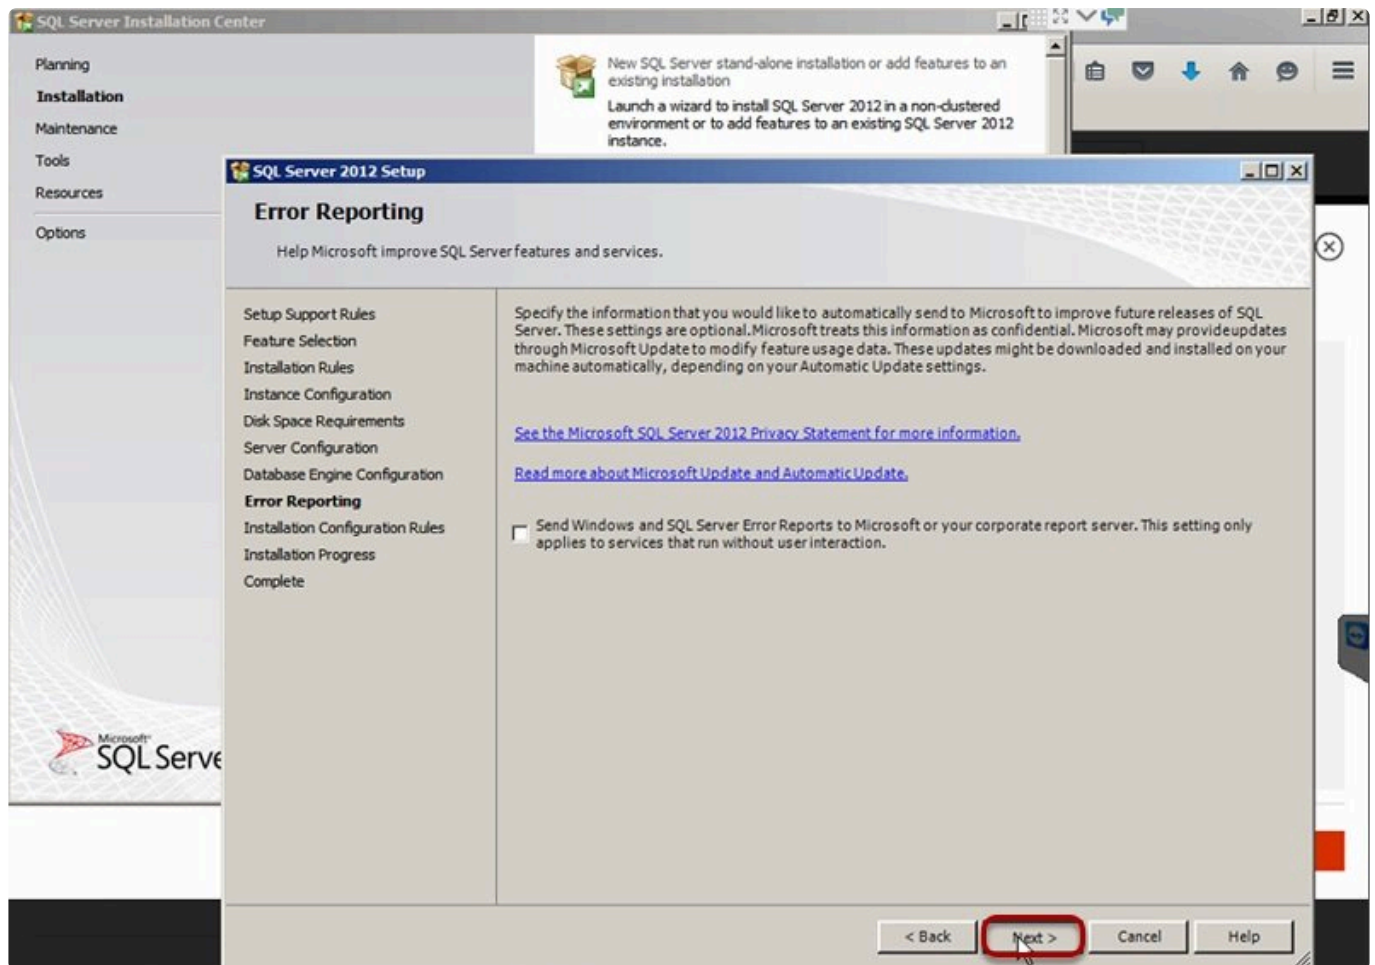 SQL Server Installation Center
Planning
Installation
Maintenance
Tools
Resources
Options
New SQL Server stand-alone installation or add features to an
existing installation
Launch a wizard to install SQL Server 2012 in a non-clustered
environment or to add features to an existing SQL Server 2012
instance.
SQL Server 2012 Setup
Error Reporting
Help Microsoft improve SQL Server features and services.
Setup Support Rules
Feature Selection
Installation Rules
Instance Configuration
Disk Space Requirements
Server Configuration
Database Engine Configuration
Error Reporting
Installation Configuration Rules
Installation Progress
Complete
Specify the information that you would like to automatically send to Microsoft to improve future releases of SQL
Server. These settings are optional. Microsoft treats this information as confidential. Microsoft may provide updates
through Microsoft Update to modify feature usage data. These updates might be downloaded and installed on your
machine automatically, depending on your Automatic Update settings.
See the Microsoft SQL Server 2012 Privacy Statement for more information.
Read more about Microsoft Update and Automatic Update.
Send Windows and SQL Server Error Reports to Microsoft or your corporate report server. This setting only
applies to services that run without user interaction.
Microsoft
SQL Serve
< Back
Next >
Cancel
Help